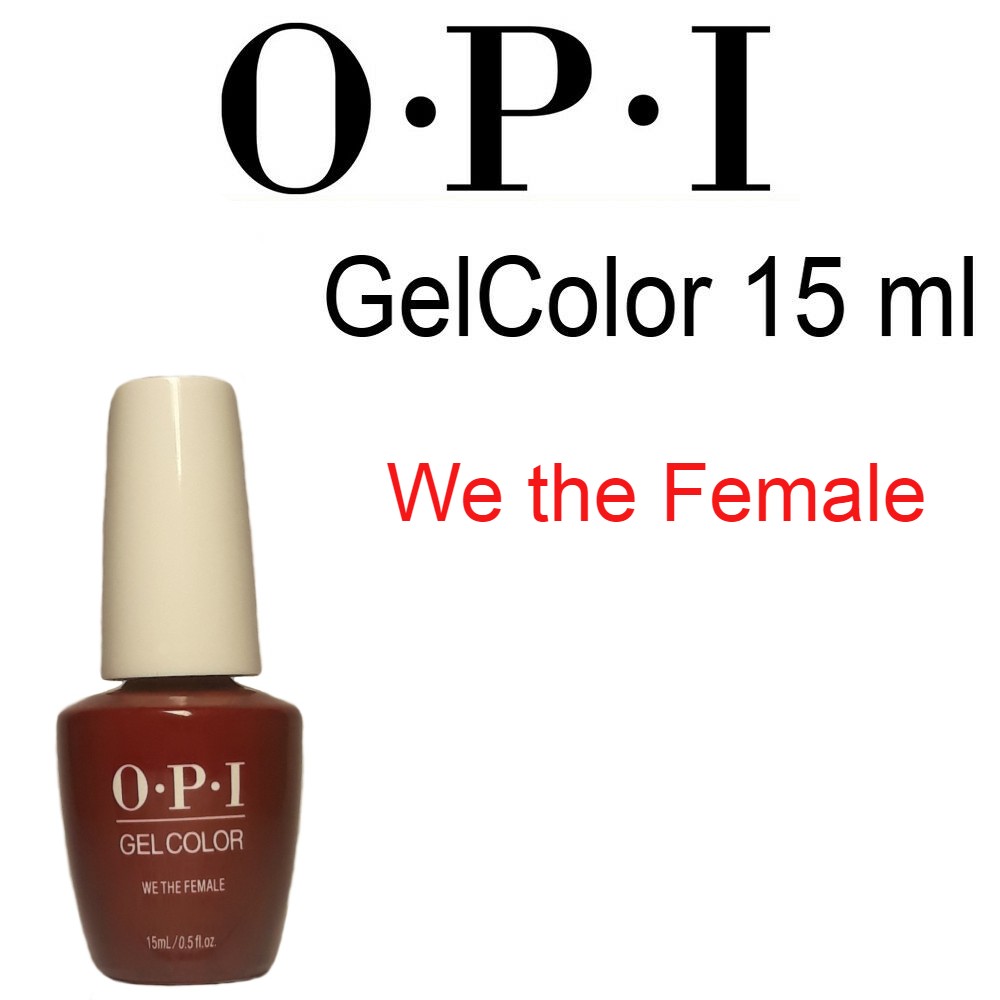 O·P·I
GelColor 15 ml
We the Female
O·P·I
GELCOLOR
WE THE FEMALE
15mL/0.5 fl.oz.